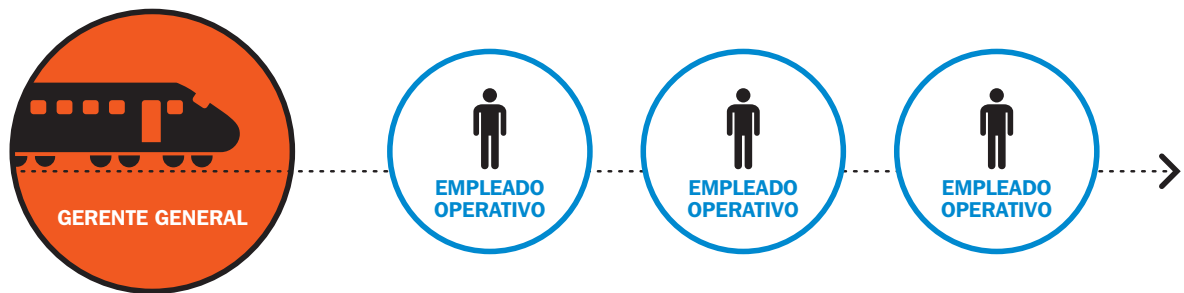 GERENTE GENERAL
EMPLEADO
OPERATIVO
EMPLEADO
OPERATIVO
EMPLEADO
OPERATIVO